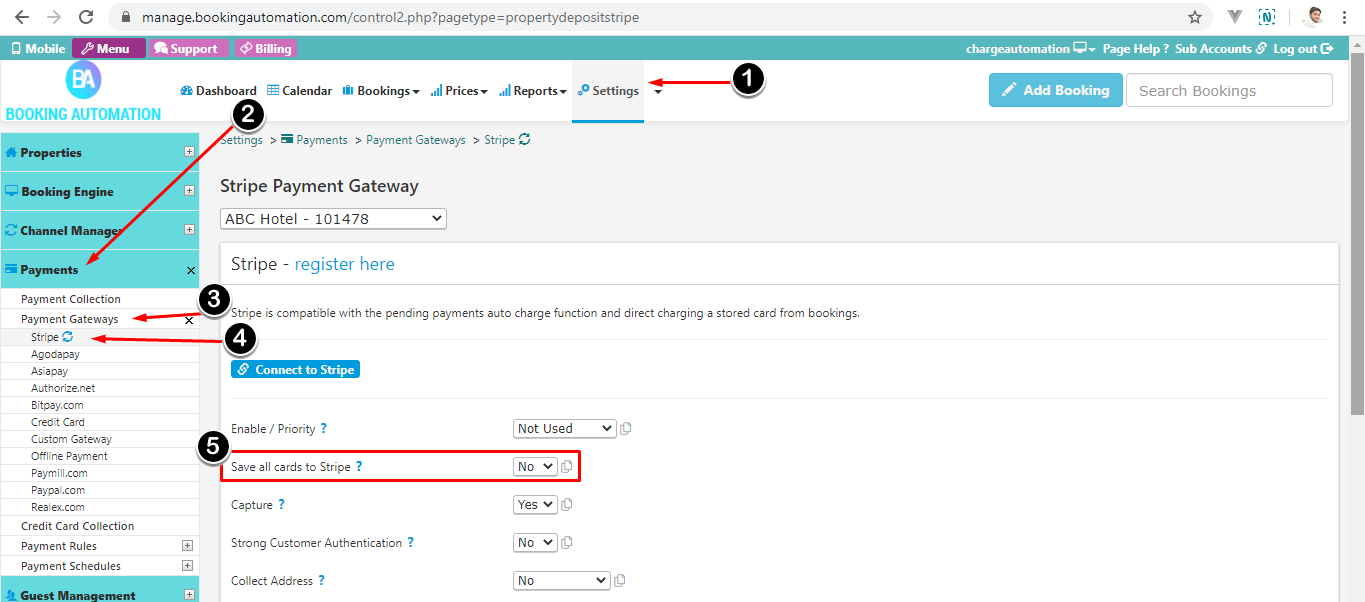 manage.bookingautomation.com/control2.php?pagetype=propertydepositstripe
Mobile Menu Support Billing chargeautomation Page Help ? Sub Accounts Log out
BA
BOOKING AUTOMATION
Dashboard Calendar Bookings Prices Reports Settings
1
Add Booking Search Bookings
2
Settings > Payments > Payment Gateways > Stripe
Properties
Booking Engine
Channel Manager
Payments
Payment Collection
Payment Gateways
3
Stripe
4
Agodapay
Asiapay
Authorize.net
Bitpay.com
Credit Card
Custom Gateway
Offline Payment
Paymill.com
Paypal.com
Realex.com
Credit Card Collection
Payment Rules
Payment Schedules
Guest Management
Stripe Payment Gateway
ABC Hotel - 101478
Stripe - register here
Stripe is compatible with the pending payments auto charge function and direct charging a stored card from bookings.
Connect to Stripe
Enable / Priority ? Not Used
5
Save all cards to Stripe ? No
Capture ? Yes
Strong Customer Authentication ? No
Collect Address ? No